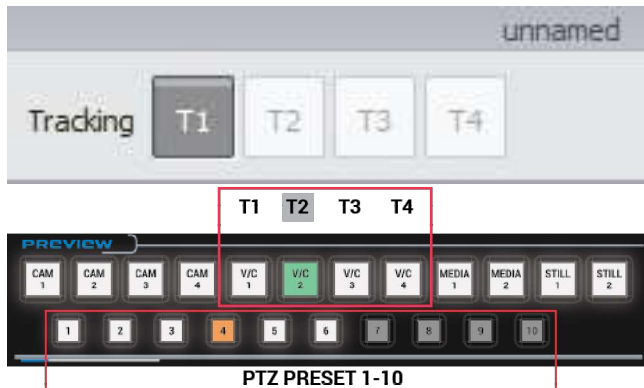 unnamed
Tracking T1 T2 T3 T4
T1 T2 T3 T4
PREVIEW
CAM 1 CAM 2 CAM 3 CAM 4 V/C 1 V/C 2 V/C 3 V/C 4 MEDIA 1 MEDIA 2 STILL 1 STILL 2
1 2 3 4 5 6 7 8 9 10
PTZ PRESET 1-10